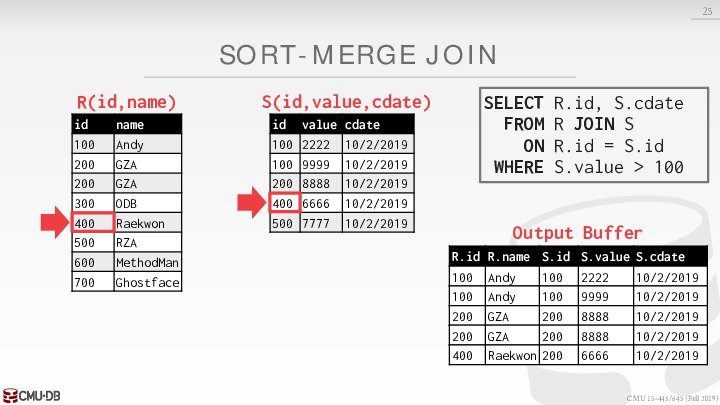 25
SORT-MERGE JOIN
R(id,name)
id name
100 Andy
200 GZA
200 GZA
300 ODB
400 Raekwon
500 RZA
600 MethodMan
700 Ghostface
S(id,value,cdate)
id value cdate
100 2222 10/2/2019
100 9999 10/2/2019
200 8888 10/2/2019
400 6666 10/2/2019
500 7777 10/2/2019
SELECT R.id, S.cdate
FROM R JOIN S
ON R.id = S.id
WHERE S.value > 100
Output Buffer
R.id R.name S.id S.value S.cdate
100 Andy 100 2222 10/2/2019
100 Andy 100 9999 10/2/2019
200 GZA 200 8888 10/2/2019
200 GZA 200 8888 10/2/2019
400 Raekwon 200 6666 10/2/2019
CMU·DB
CMU 15-445/645 (Fall 2019)